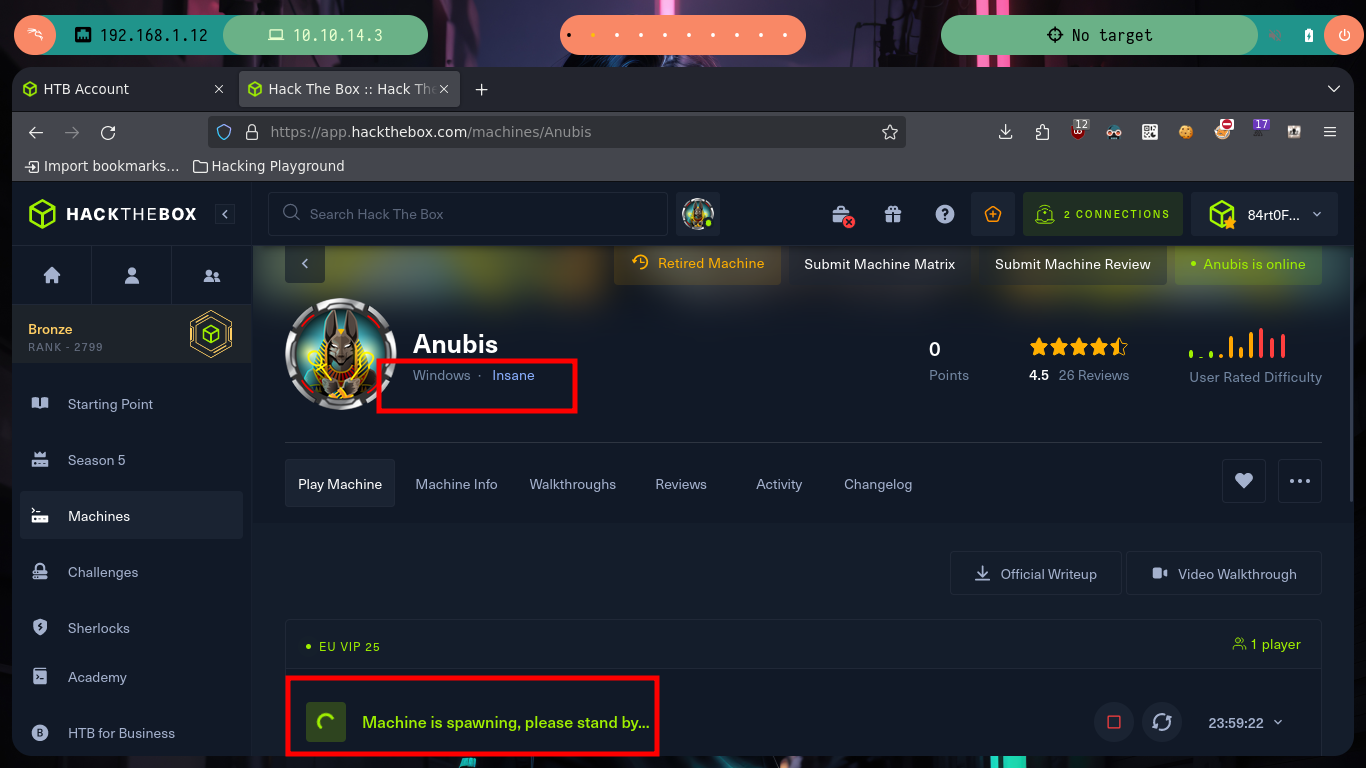 192.168.1.12 10.10.14.3 No target
HTB Account Hack The Box :: Hack The
https://app.hackthebox.com/machines/Anubis 12 17
Import bookmarks... Hacking Playground
HACKTHEBOX Search Hack The Box 2 CONNECTIONS 84rt0F...
Retired Machine Submit Machine Matrix Submit Machine Review • Anubis is online
Bronze
RANK - 2799
Anubis
Windows · Insane
0
Points
4.5 26 Reviews
User Rated Difficulty
Starting Point
Season 5
Machines
Challenges
Sherlocks
Academy
HTB for Business
Play Machine Machine Info Walkthroughs Reviews Activity Changelog
Official Writeup Video Walkthrough
• EU VIP 25 1 player
Machine is spawning, please stand by... 23:59:22